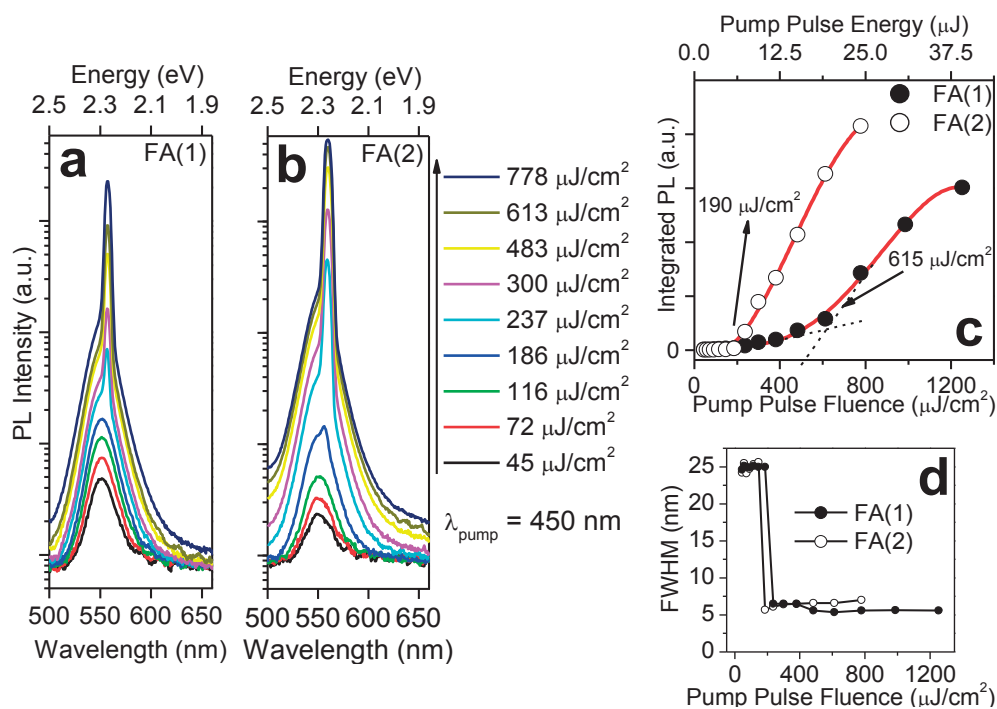 Energy (eV)
2.5 2.3 2.1 1.9
a
FA(1)
PL Intensity (a.u.)
500 550 600 650
Wavelength (nm)
Energy (eV)
2.5 2.3 2.1 1.9
b
FA(2)
500 550 600 650
Wavelength (nm)
778 μJ/cm²
613 μJ/cm²
483 μJ/cm²
300 μJ/cm²
237 μJ/cm²
186 μJ/cm²
116 μJ/cm²
72 μJ/cm²
45 μJ/cm²
λpump = 450 nm
Pump Pulse Energy (μJ)
0.0 12.5 25.0 37.5
FA(1)
FA(2)
190 μJ/cm²
615 μJ/cm²
Integrated PL (a.u.)
0
c
0 400 800 1200
Pump Pulse Fluence (μJ/cm²)
d
FA(1)
FA(2)
FWHM (nm)
25
20
15
10
5
0
0 400 800 1200
Pump Pulse Fluence (μJ/cm²)